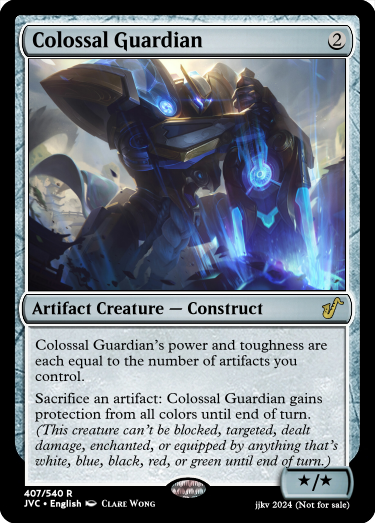 Colossal Guardian 2
Artifact Creature — Construct
Colossal Guardian's power and toughness are
each equal to the number of artifacts you
control.
Sacrifice an artifact: Colossal Guardian gains
protection from all colors until end of turn.
(This creature can't be blocked, targeted, dealt
damage, enchanted, or equipped by anything that's
white, blue, black, red, or green until end of turn.)
★/★
407/540 R
JVC • English Clare Wong
jjkv 2024 (Not for sale)